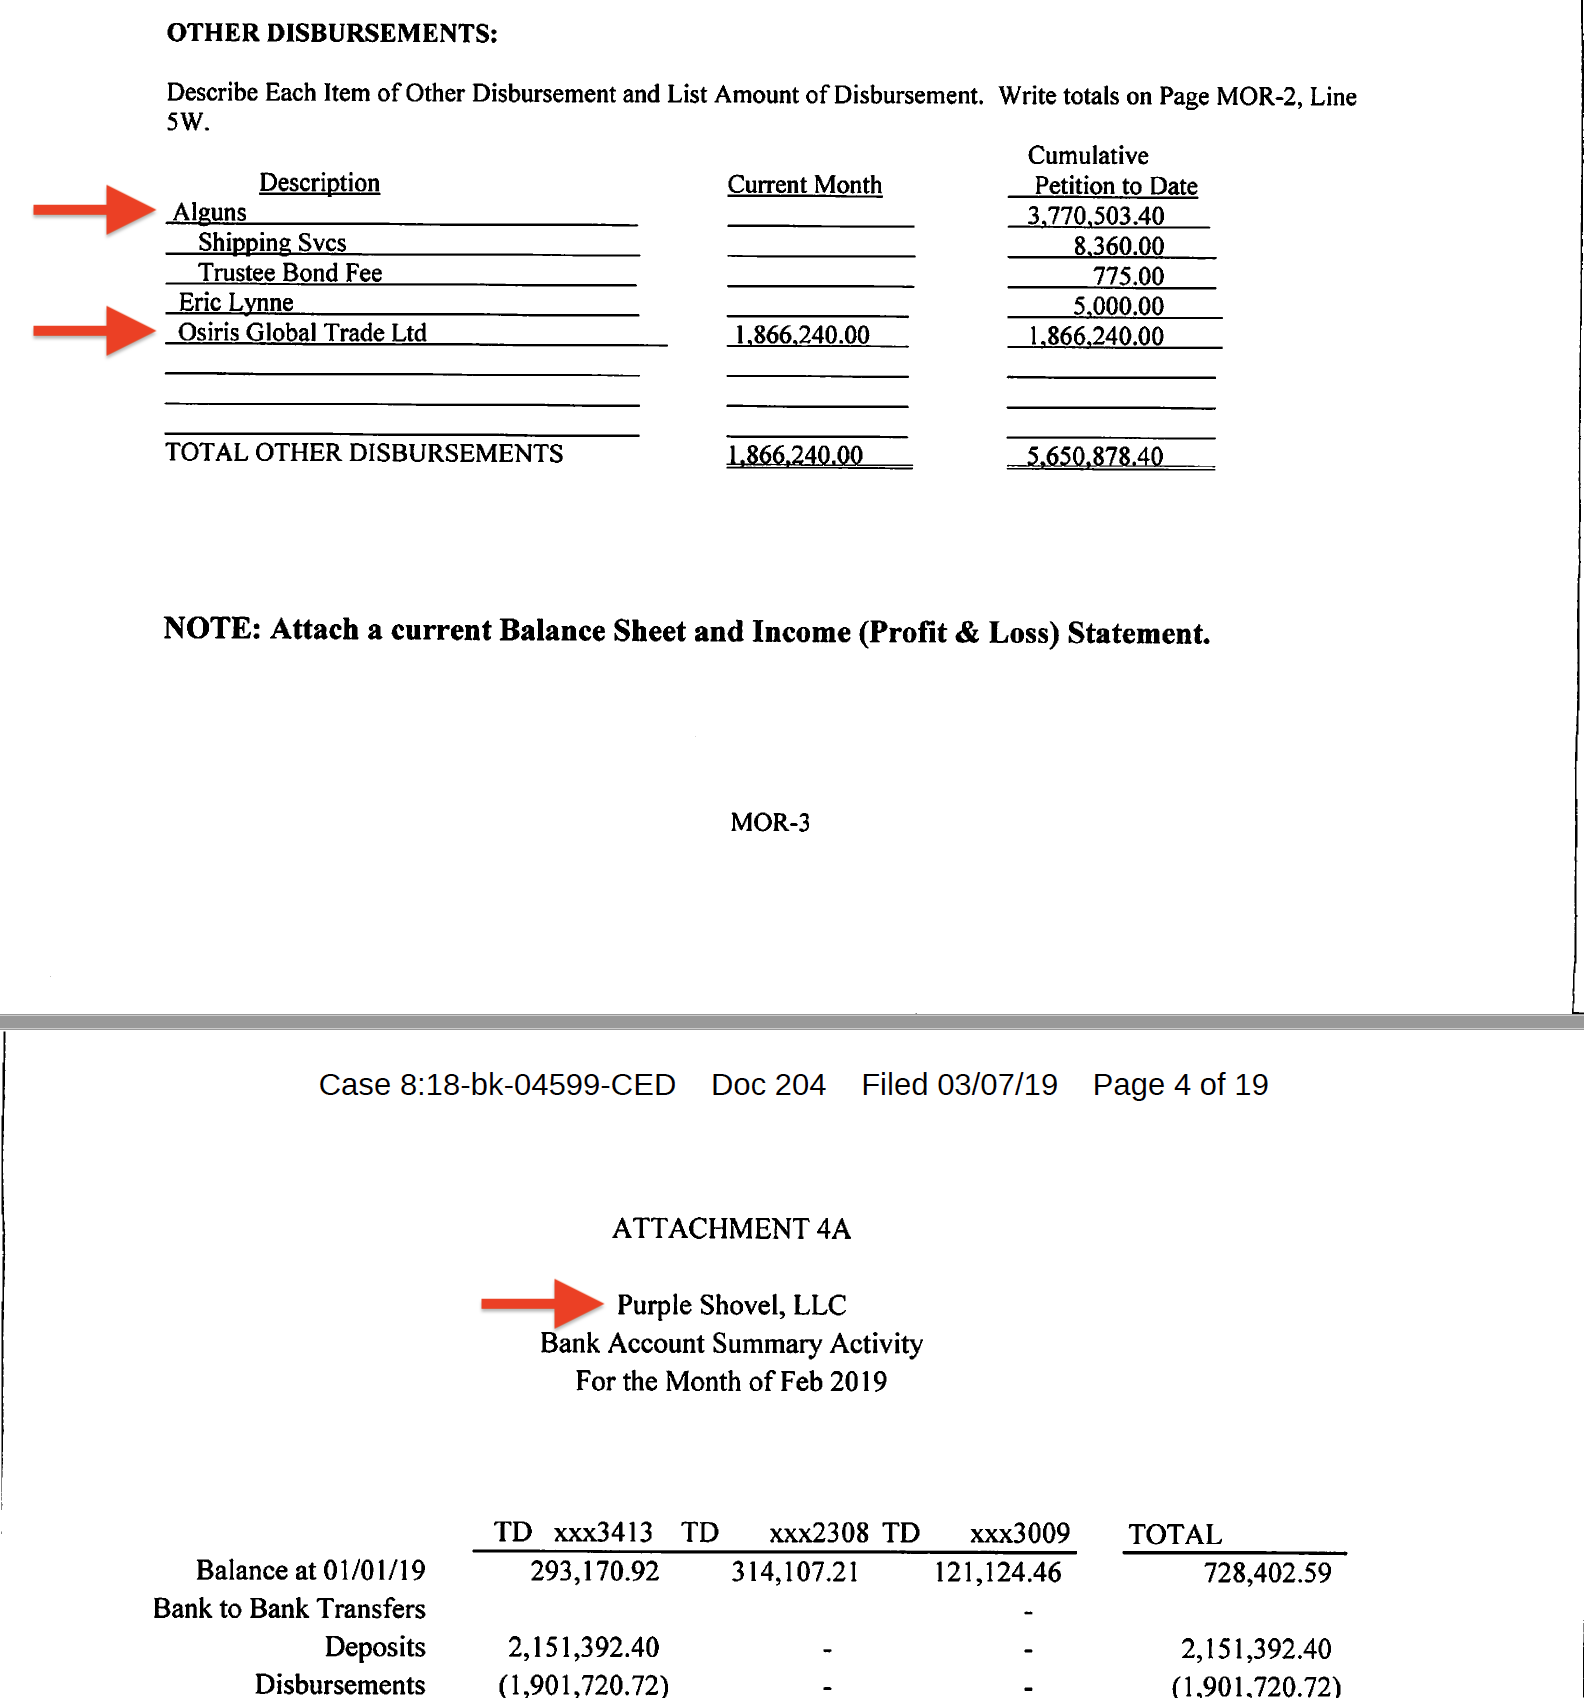 OTHER DISBURSEMENTS:
Describe Each Item of Other Disbursement and List Amount of Disbursement. Write totals on Page MOR-2, Line
5W.
Cumulative
Description Current Month Petition to Date
Alguns 3,770,503.40
Shipping Svcs 8,360.00
Trustee Bond Fee 775.00
Eric Lynne 5,000.00
Osiris Global Trade Ltd 1,866,240.00 1,866,240.00
TOTAL OTHER DISBURSEMENTS 1,866,240.00 5,650,878.40
NOTE: Attach a current Balance Sheet and Income (Profit & Loss) Statement.
MOR-3
Case 8:18-bk-04599-CED Doc 204 Filed 03/07/19 Page 4 of 19
ATTACHMENT 4A
Purple Shovel, LLC
Bank Account Summary Activity
For the Month of Feb 2019
TD xxx3413 TD xxx2308 TD xxx3009 TOTAL
Balance at 01/01/19 293,170.92 314,107.21 121,124.46 728,402.59
Bank to Bank Transfers -
Deposits 2,151,392.40 - - 2,151,392.40
Disbursements (1,901,720.72) - - (1,901,720.72)